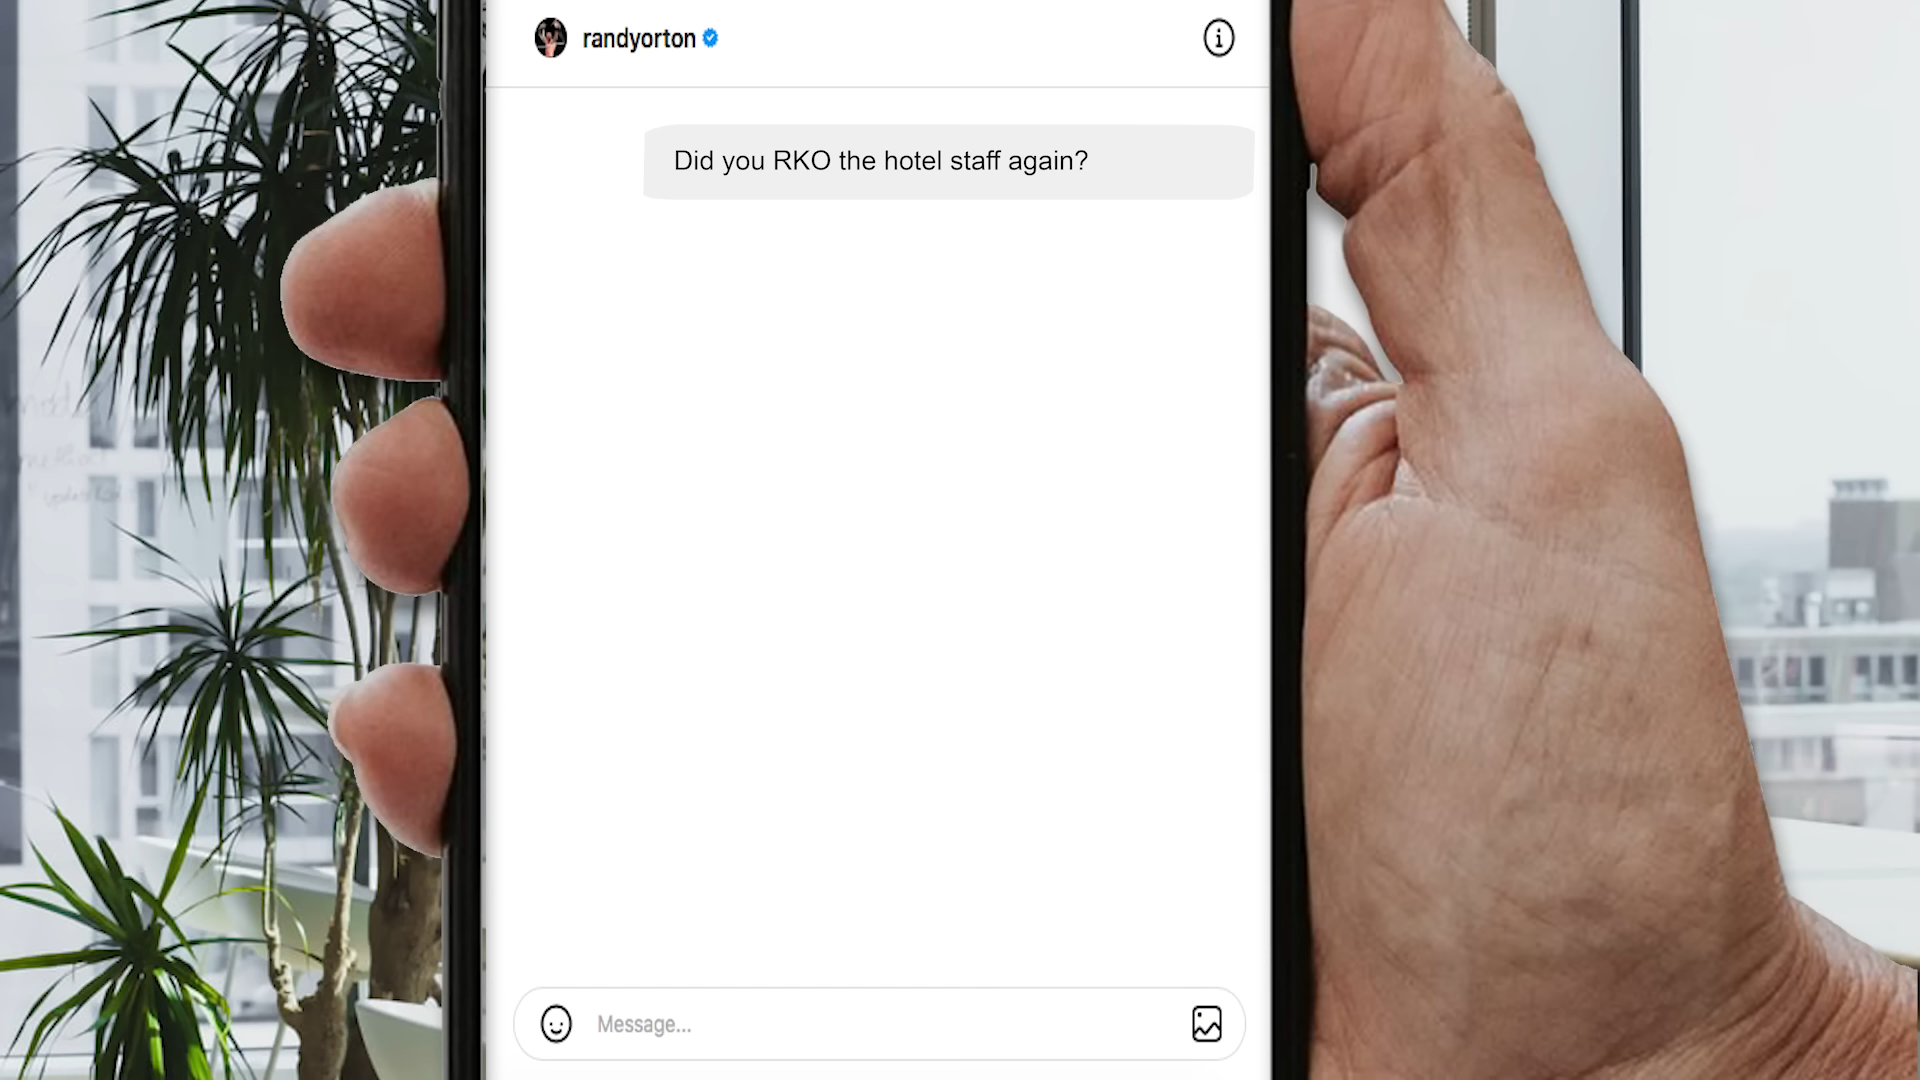 randyorton
Did you RKO the hotel staff again?
Message...